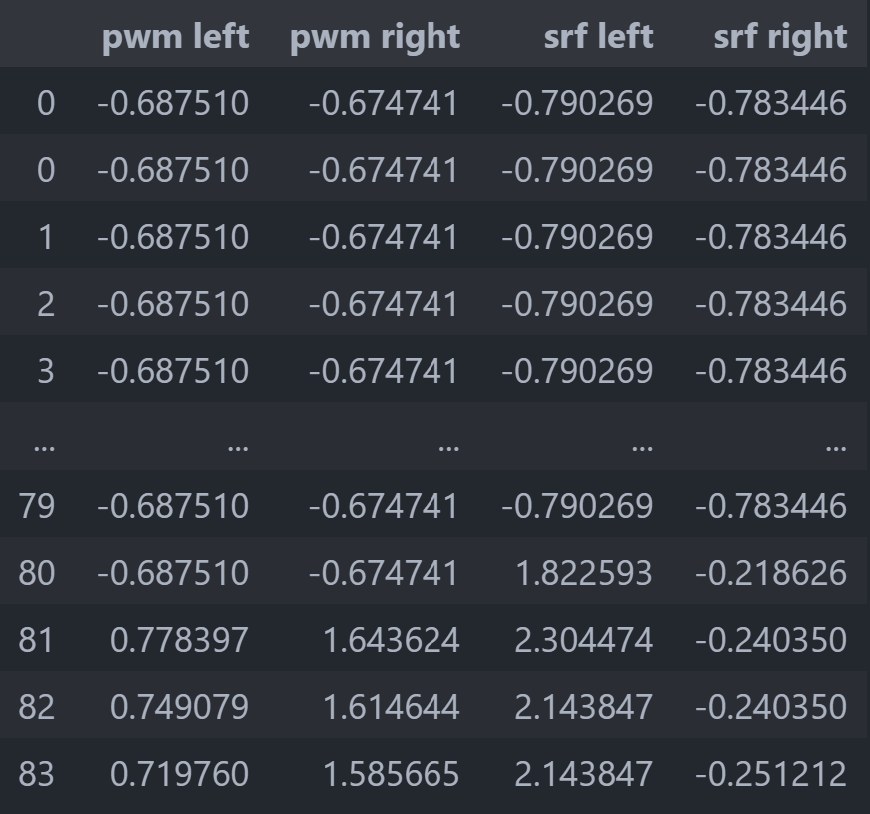 pwm left pwm right srf left srf right
0 -0.687510 -0.674741 -0.790269 -0.783446
0 -0.687510 -0.674741 -0.790269 -0.783446
1 -0.687510 -0.674741 -0.790269 -0.783446
2 -0.687510 -0.674741 -0.790269 -0.783446
3 -0.687510 -0.674741 -0.790269 -0.783446
... ... ... ... ...
79 -0.687510 -0.674741 -0.790269 -0.783446
80 -0.687510 -0.674741 1.822593 -0.218626
81 0.778397 1.643624 2.304474 -0.240350
82 0.749079 1.614644 2.143847 -0.240350
83 0.719760 1.585665 2.143847 -0.251212